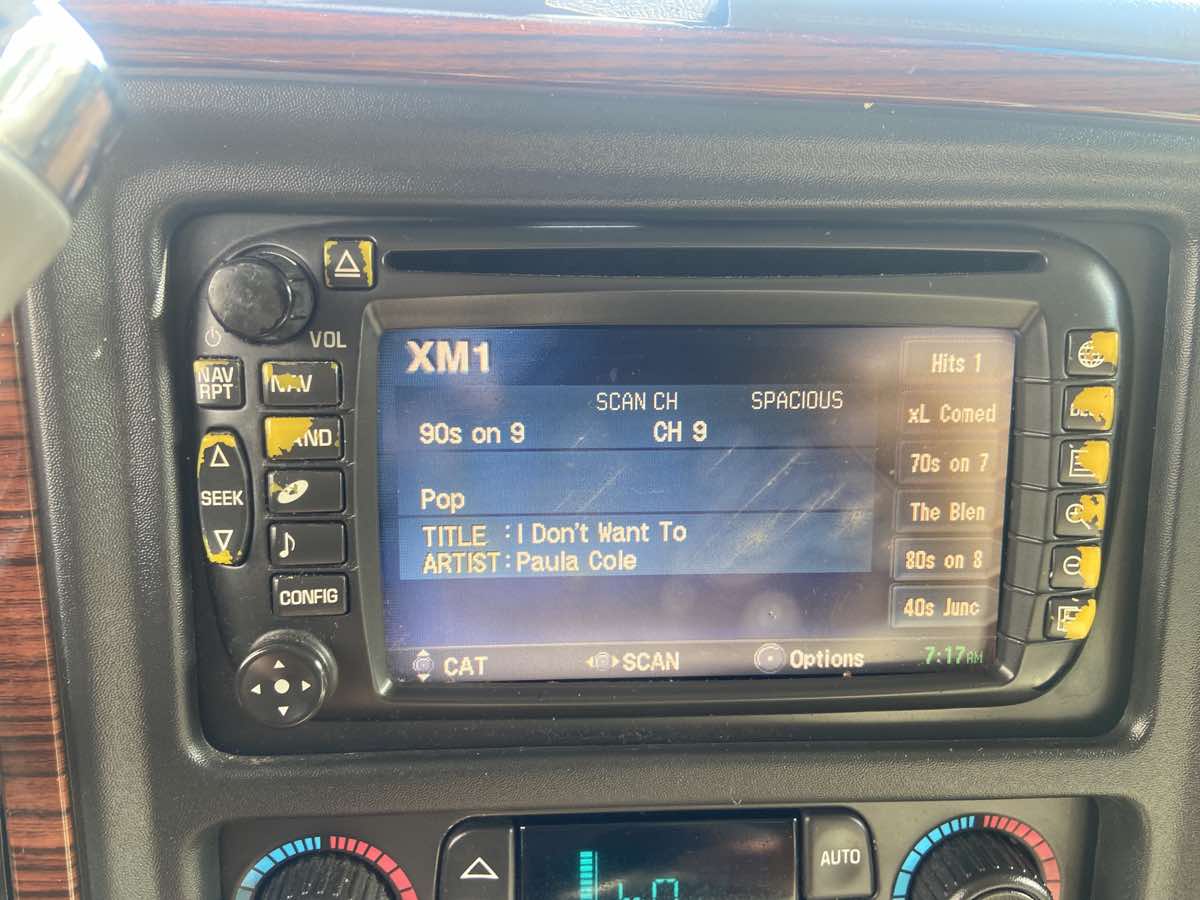 VOL
NAV
RPT
NAV
SEEK
CONFIG
XM1
SCAN CH SPACIOUS
90s on 9 CH 9
Pop
TITLE : I Don't Want To
ARTIST : Paula Cole
CAT SCAN Options 7:17AM
Hits 1
xL Comed
70s on 7
The Blen
80s on 8
40s Junc
AUTO